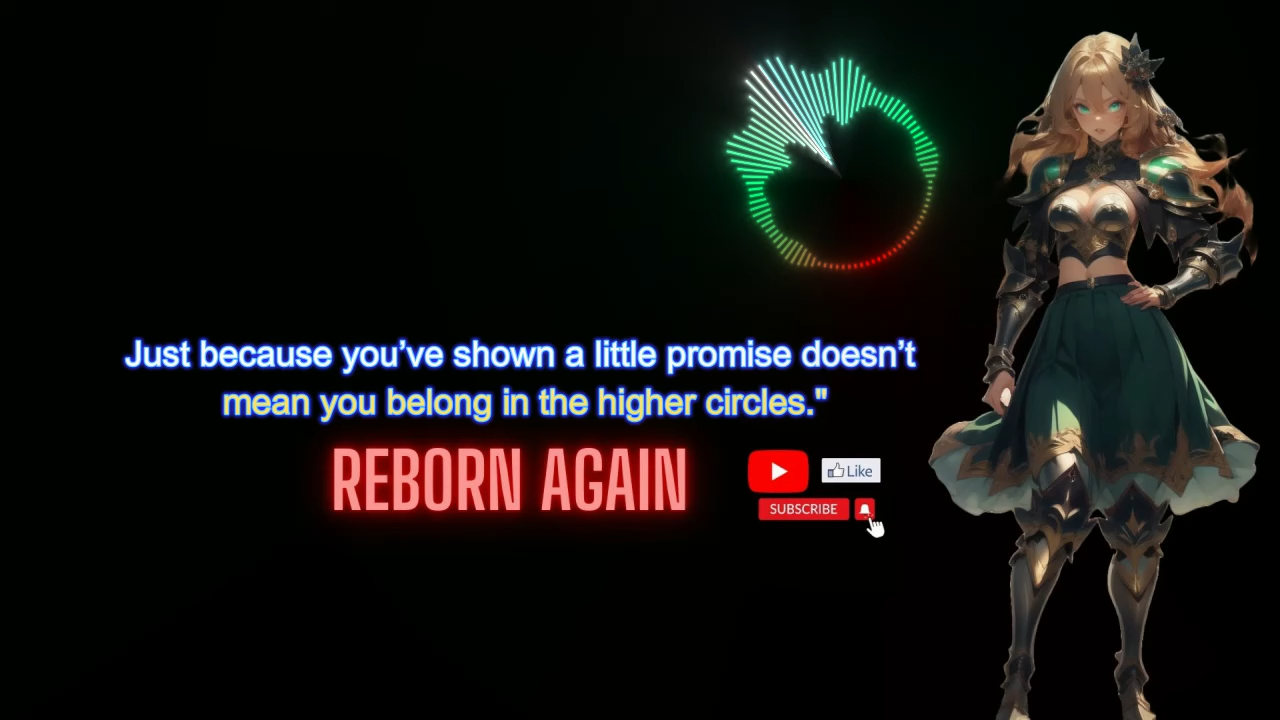 Just because you’ve shown a little promise doesn’t
mean you belong in the higher circles."
REBORN AGAIN
Like
SUBSCRIBE